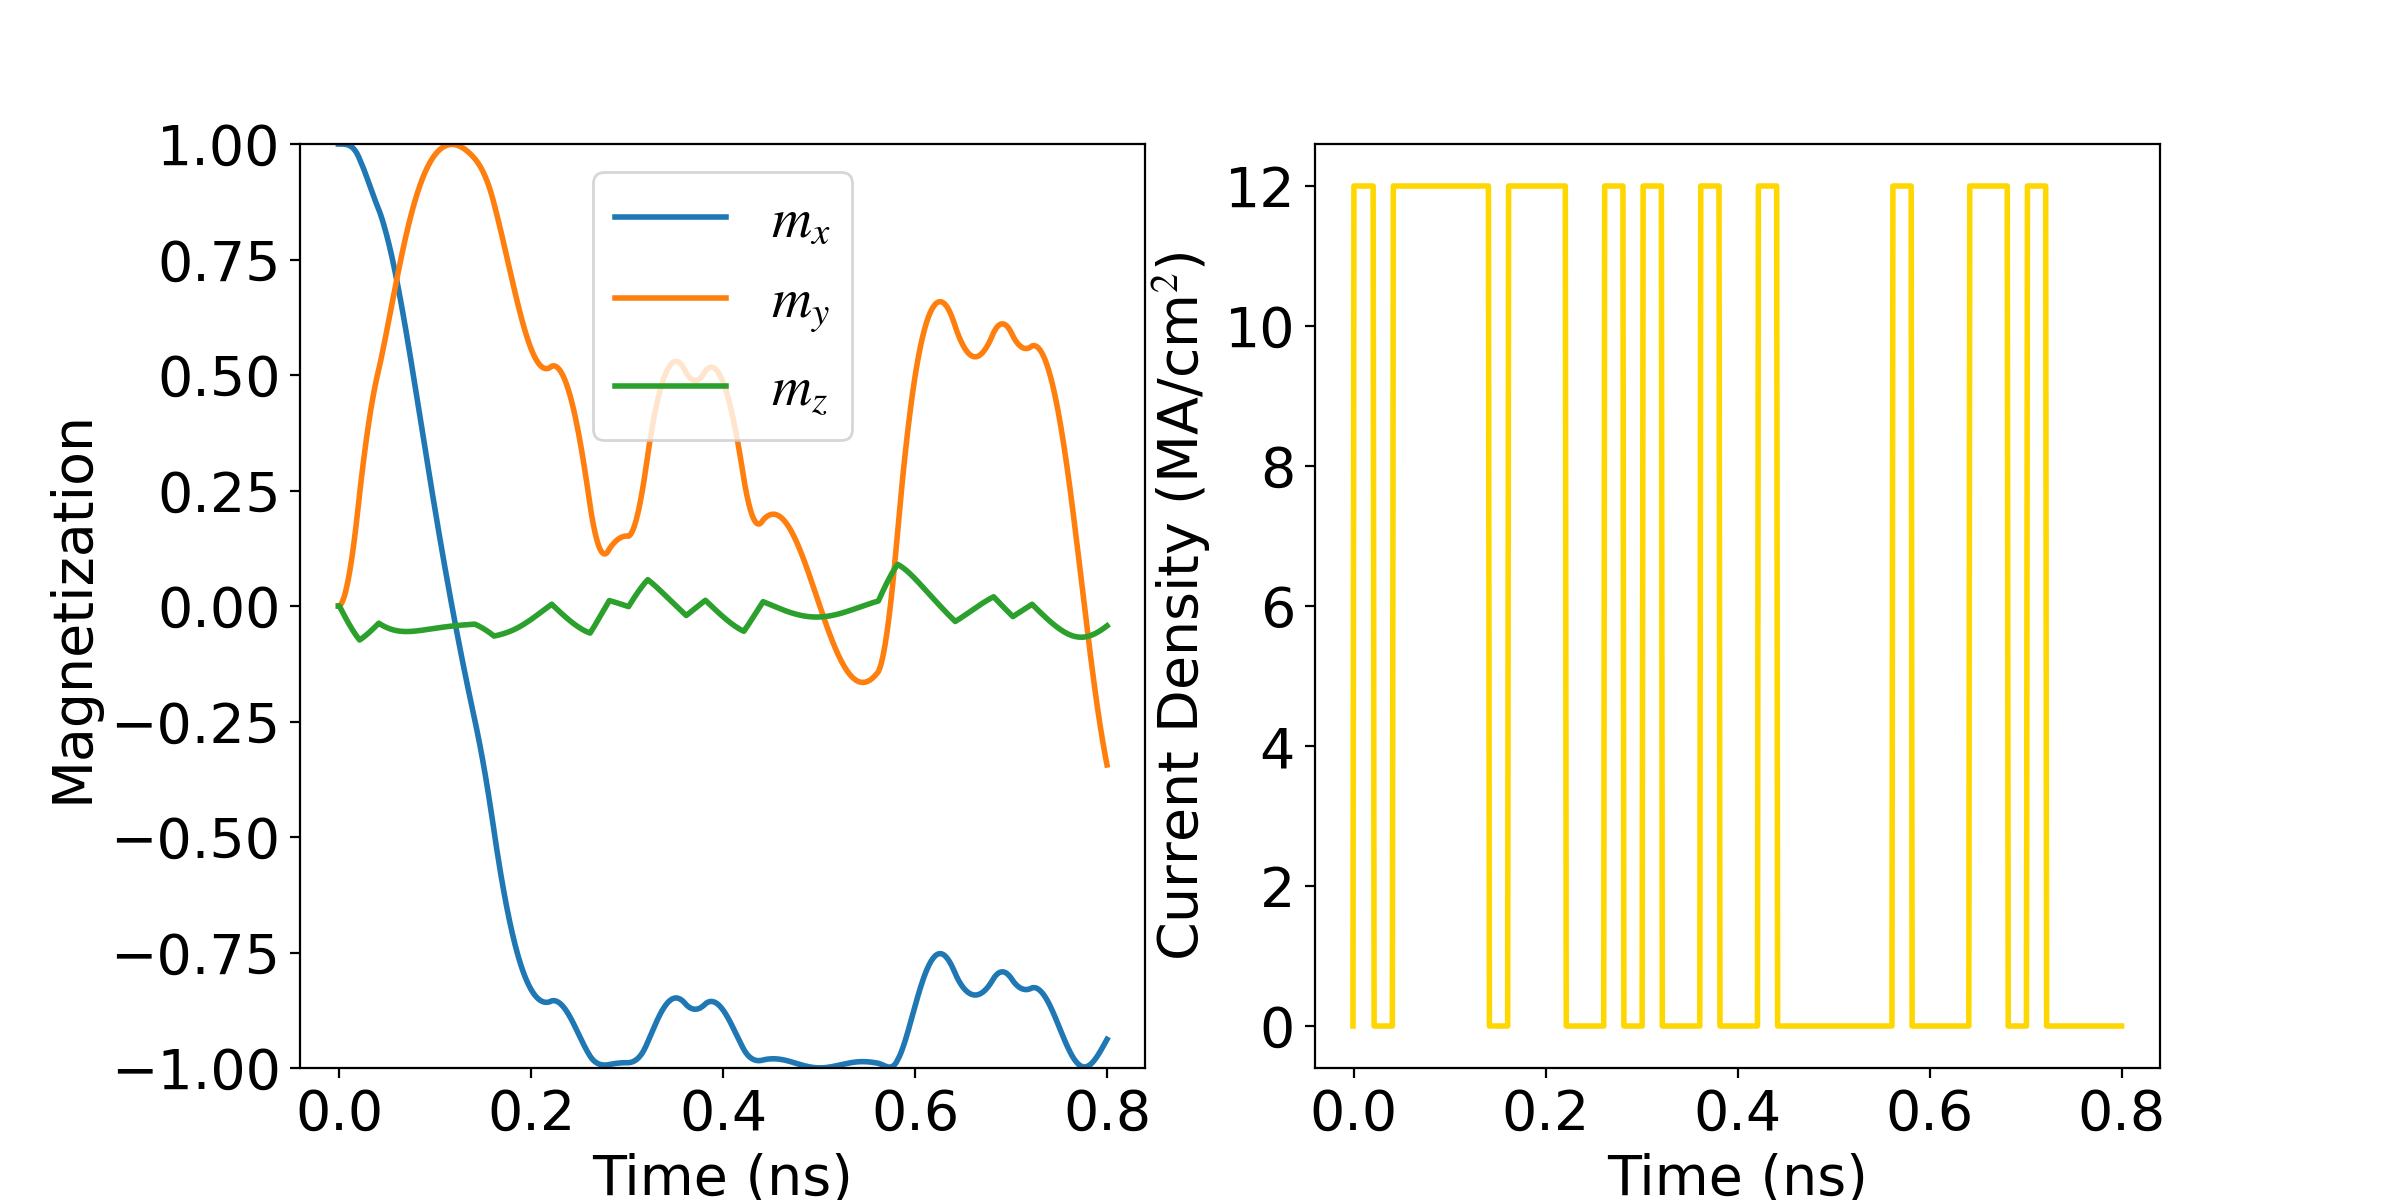 Magnetization
1.00
0.75
0.50
0.25
0.00
−0.25
−0.50
−0.75
−1.00
0.0 0.2 0.4 0.6 0.8
Time (ns)
m_x
m_y
m_z
Current Density (MA/cm²)
12
10
8
6
4
2
0
0.0 0.2 0.4 0.6 0.8
Time (ns)